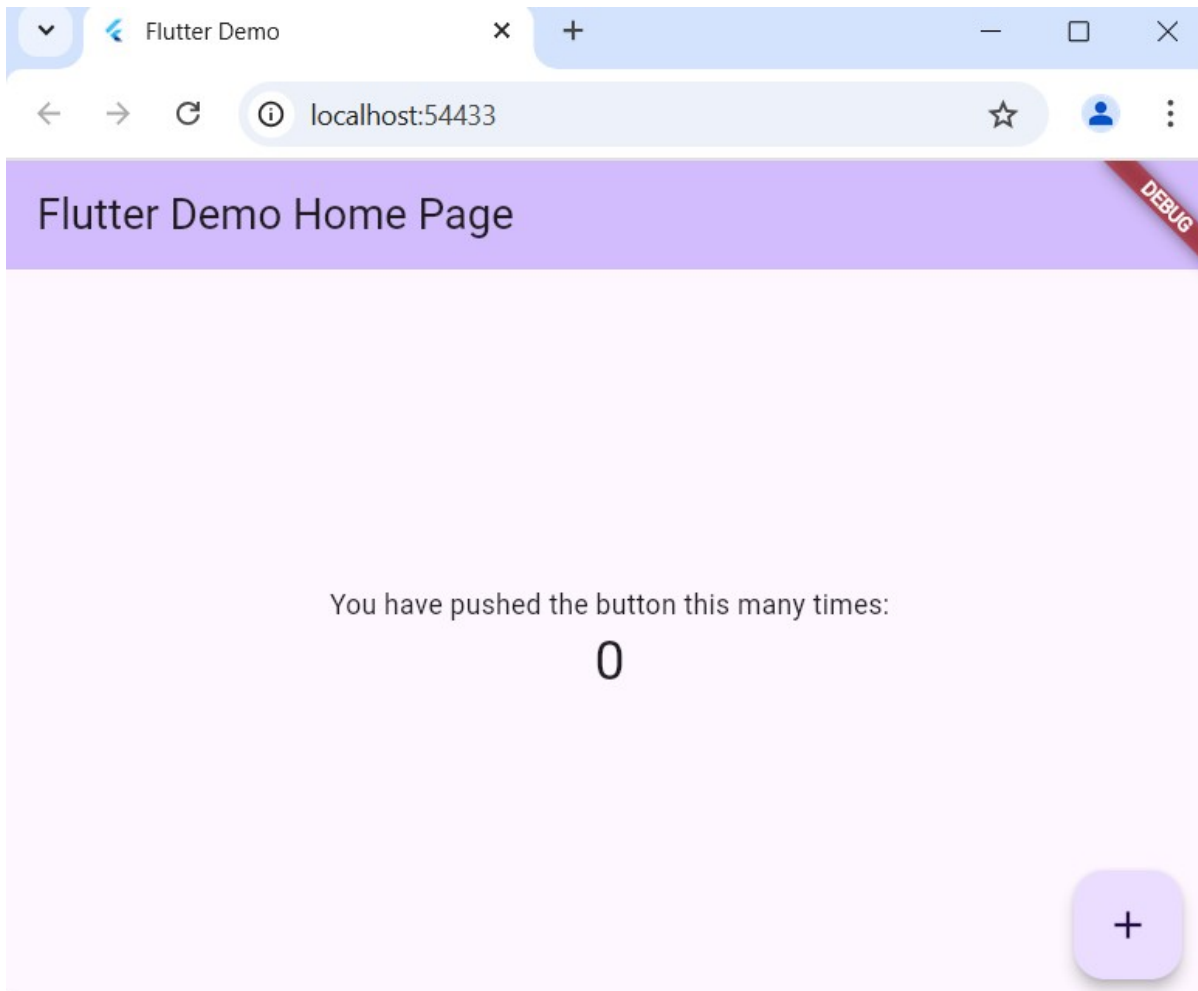 Flutter Demo
localhost:54433
Flutter Demo Home Page
DEBUG
You have pushed the button this many times:
0